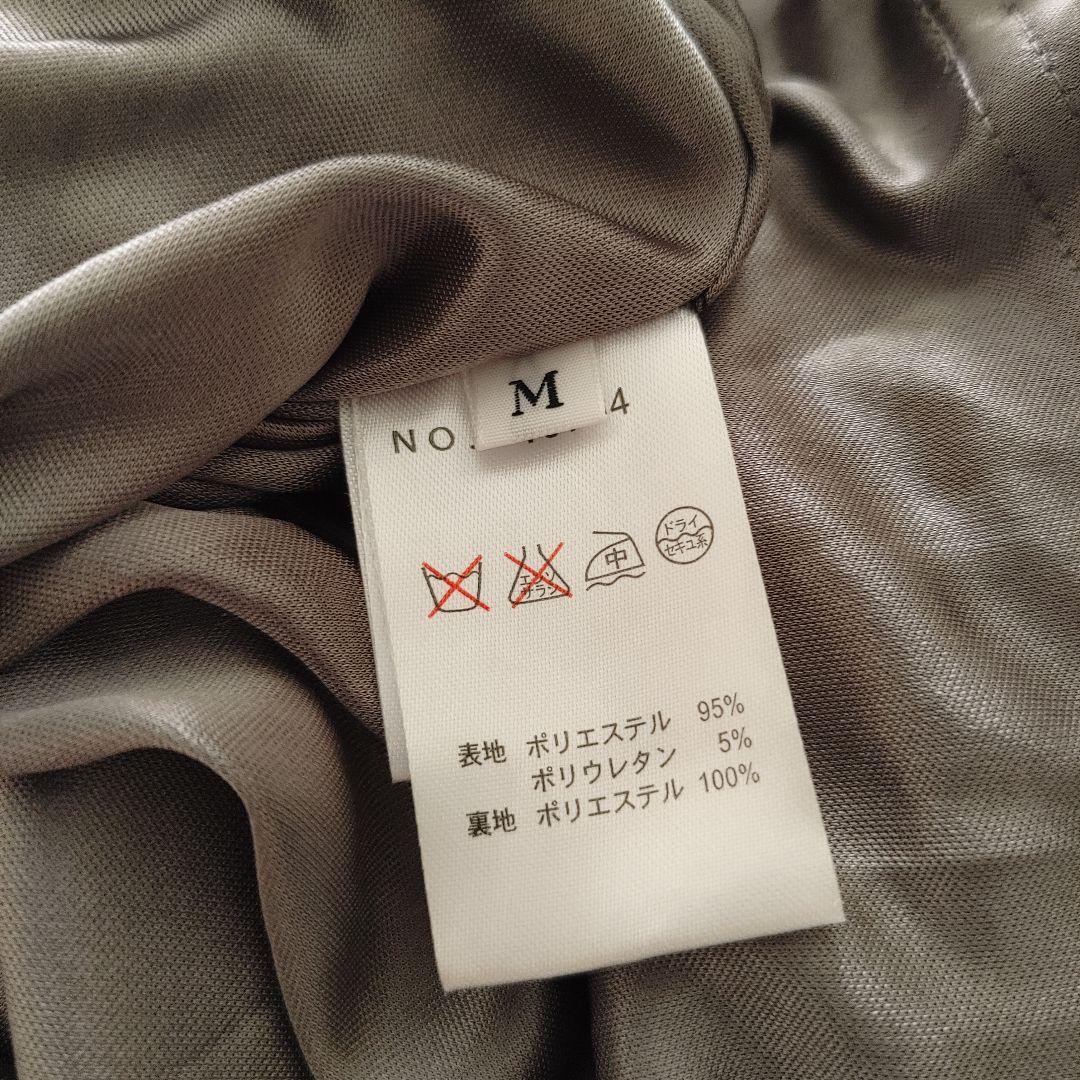 M
NO.
エンソ
サラシ
中
ドライ
セキユ系
表地 ポリエステル 95%
ポリウレタン 5%
裏地 ポリエステル 100%